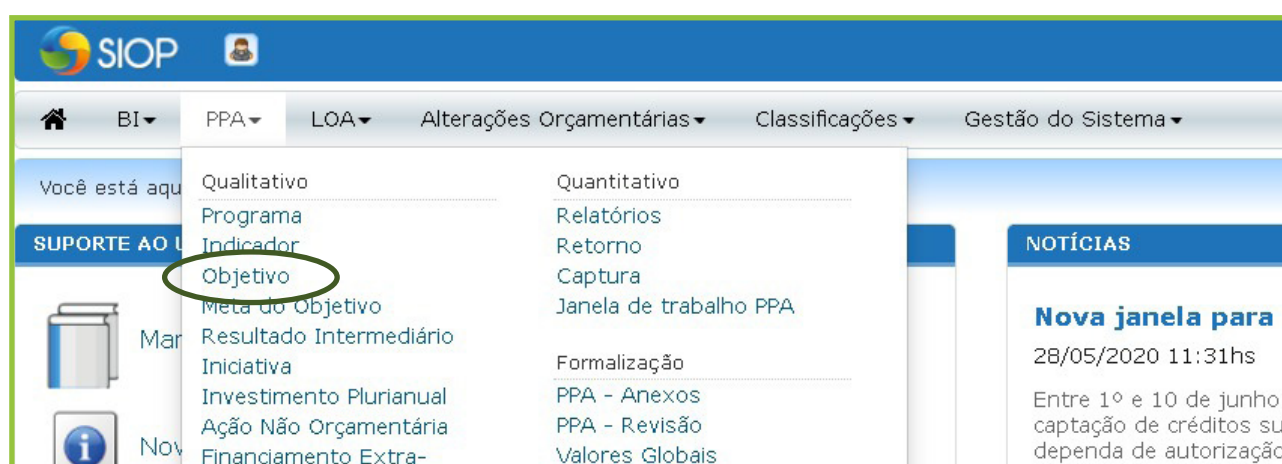 SIOP
BI PPA LOA Alterações Orçamentárias Classificações Gestão do Sistema
Você está aqu
SUPORTE AO U
Mar
Nov
Qualitativo
Programa
Indicador
Objetivo
Meta do Objetivo
Resultado Intermediário
Iniciativa
Investimento Plurianual
Ação Não Orçamentária
Financiamento Extra-
Quantitativo
Relatórios
Retorno
Captura
Janela de trabalho PPA
Formalização
PPA - Anexos
PPA - Revisão
Valores Globais
NOTÍCIAS
Nova janela para
28/05/2020 11:31hs
Entre 1º e 10 de junho
captação de créditos su
dependa de autorização